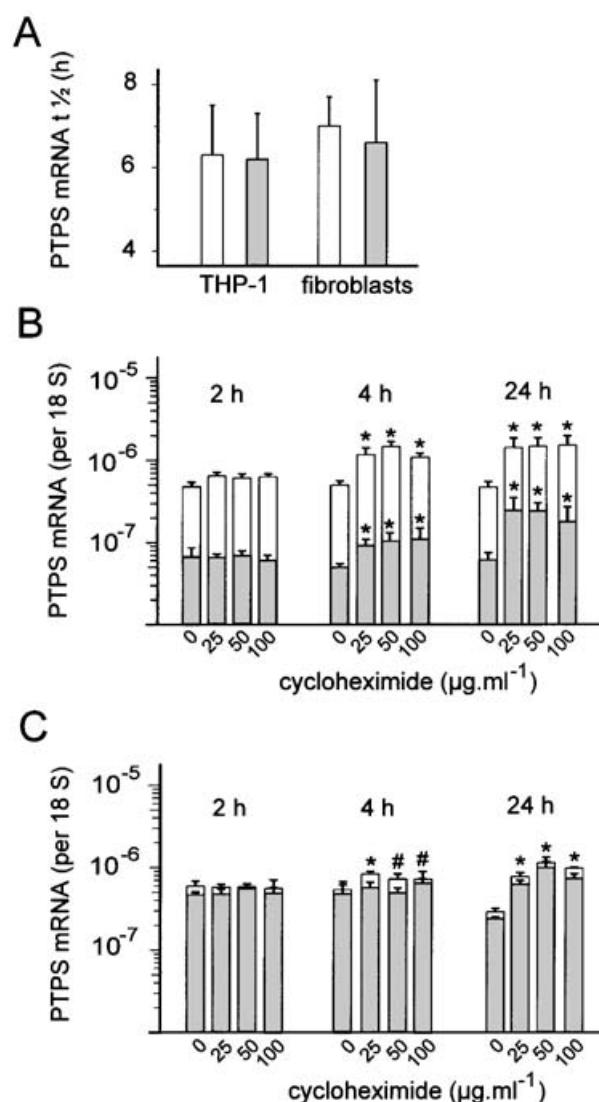 A
PTPS mRNA t ½ (h)
8
6
4
THP-1 fibroblasts
B
PTPS mRNA (per 18 S)
10-5
10-6
10-7
2 h 4 h 24 h
* * * * * *
* * * * * *
0 25 50 100 0 25 50 100 0 25 50 100
cycloheximide (µg.ml-1)
C
PTPS mRNA (per 18 S)
10-5
10-6
10-7
2 h 4 h 24 h
* # # * * *
0 25 50 100 0 25 50 100 0 25 50 100
cycloheximide (µg.ml-1)